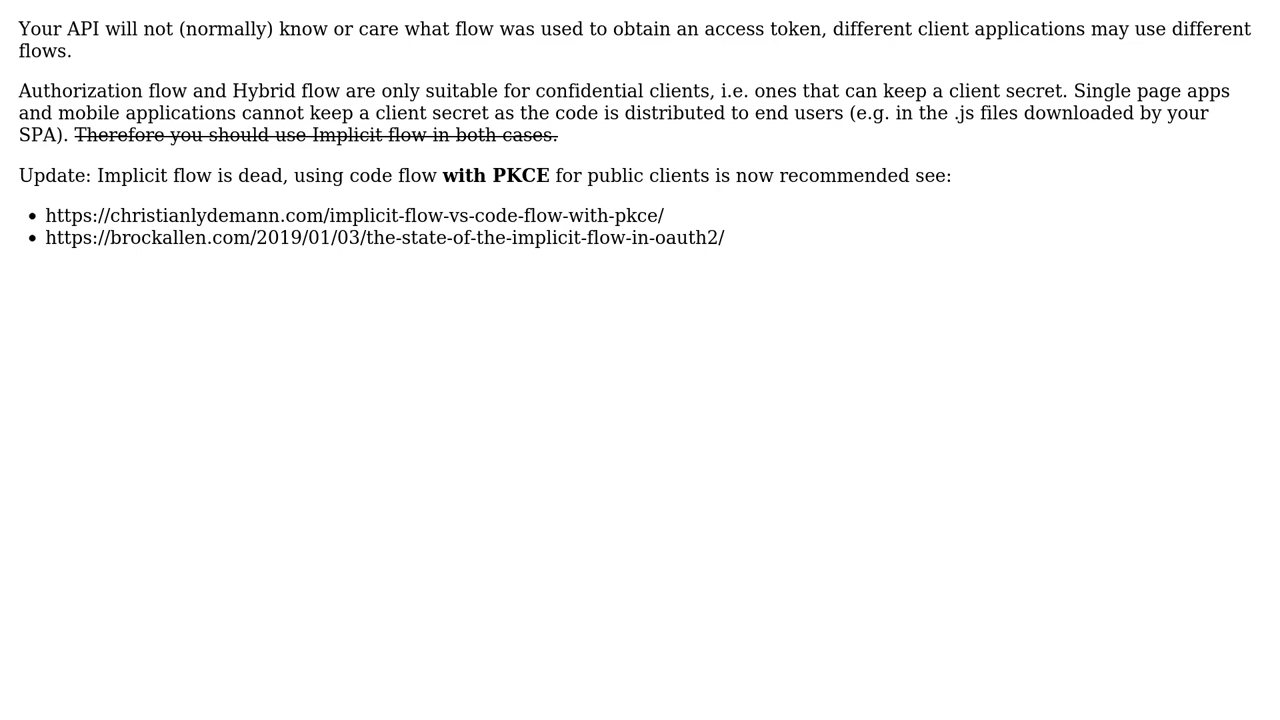 Your API will not (normally) know or care what flow was used to obtain an access token, different client applications may use different
flows.
Authorization flow and Hybrid flow are only suitable for confidential clients, i.e. ones that can keep a client secret. Single page apps
and mobile applications cannot keep a client secret as the code is distributed to end users (e.g. in the .js files downloaded by your
SPA). Therefore you should use Implicit flow in both cases.
Update: Implicit flow is dead, using code flow with PKCE for public clients is now recommended see:
• https://christianlydemann.com/implicit-flow-vs-code-flow-with-pkce/
• https://brockallen.com/2019/01/03/the-state-of-the-implicit-flow-in-oauth2/